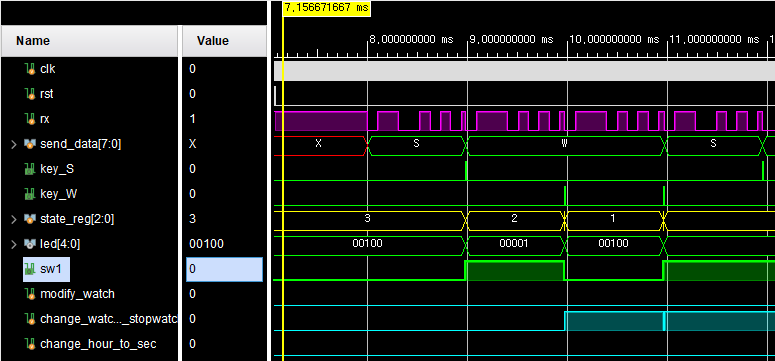 7,156671667 ms
Name Value 8,000000000 ms 9,000000000 ms 10,000000000 ms 11,000000000 ms 12
clk 0
rst 0
rx 1
send_data[7:0] X X S W S
key_S 0
key_W 0
state_reg[2:0] 3 3 2 1
led[4:0] 00100 00100 00001 00100
sw1 0
modify_watch 0
change_watc..._stopwatch 0
change_hour_to_sec 0